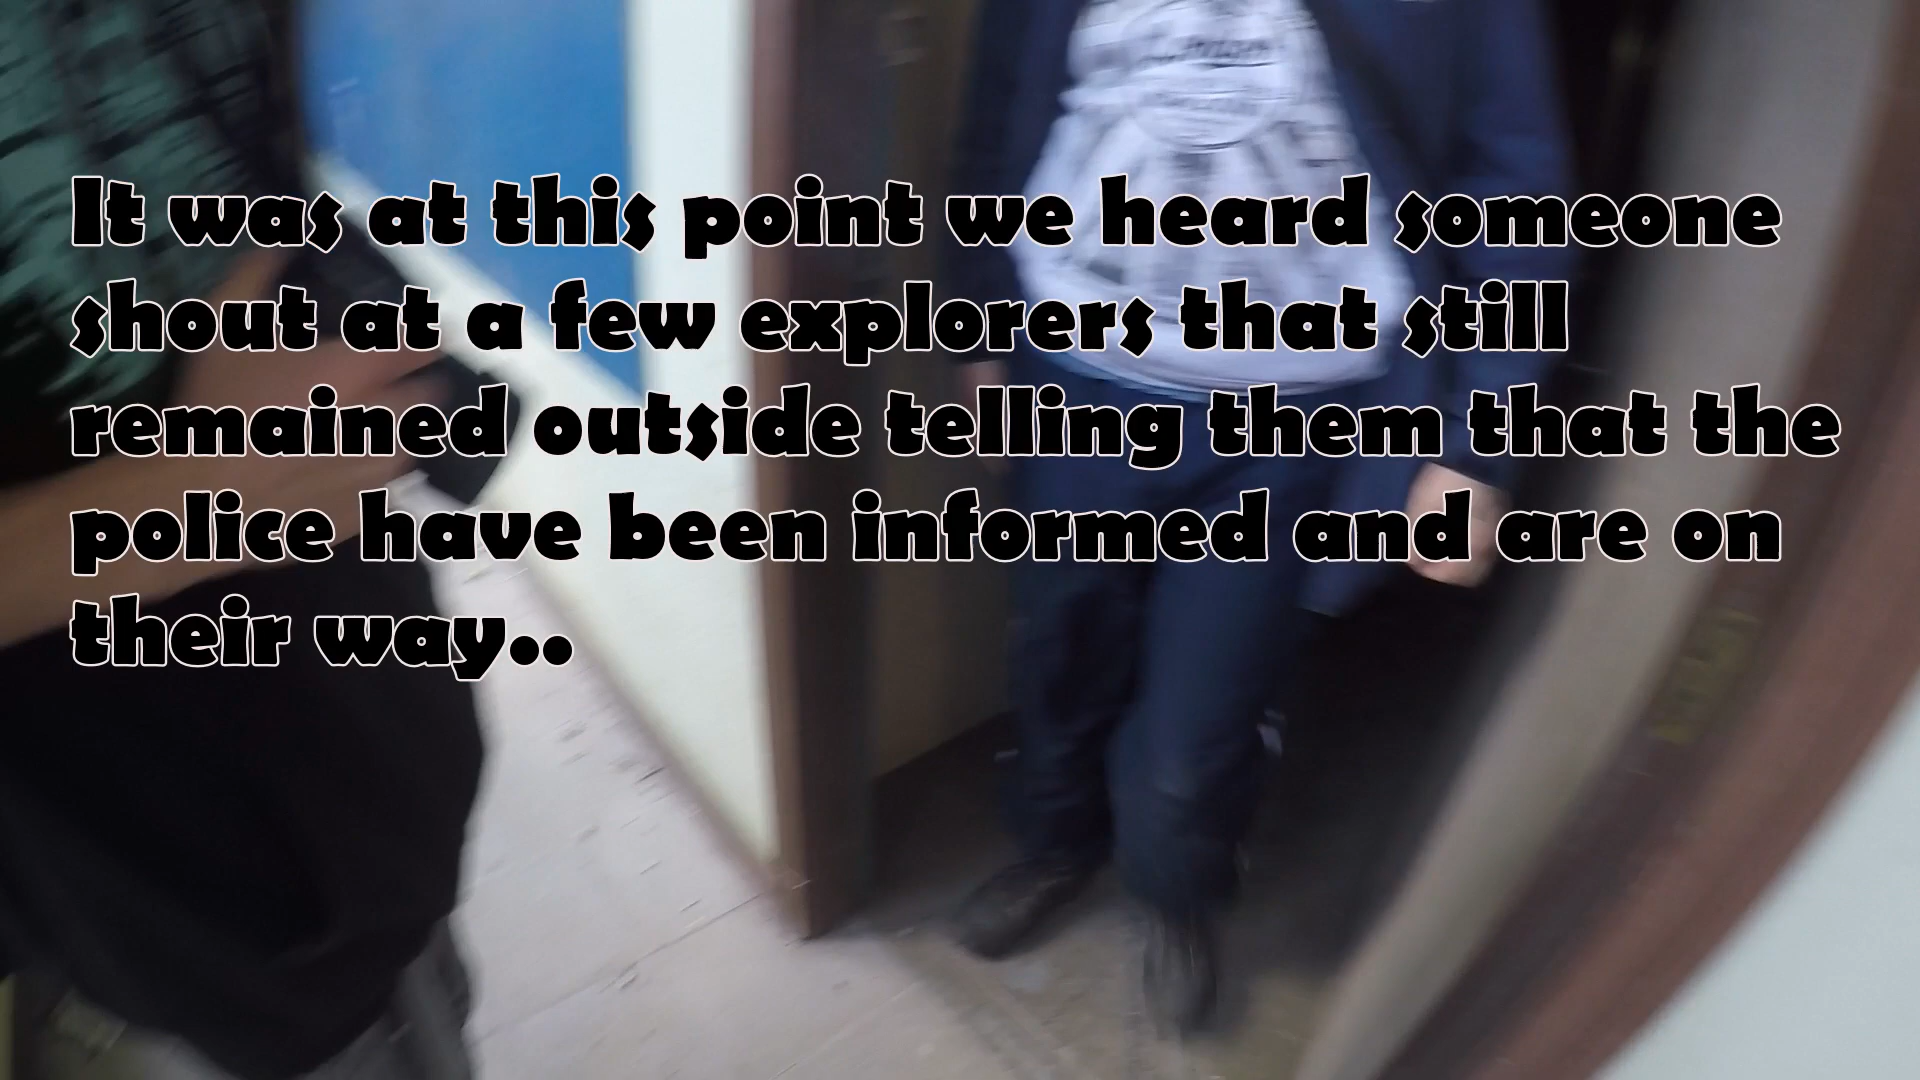 It was at this point we heard someone
shout at a few explorers that still
remained outside telling them that the
police have been informed and are on
their way..